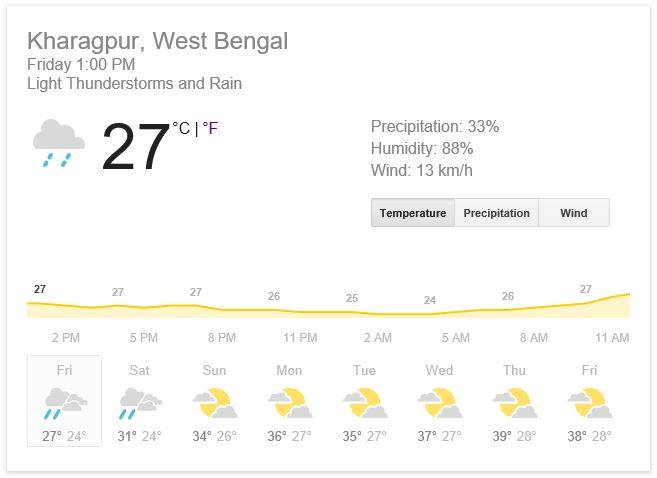 Kharagpur, West Bengal
Friday 1:00 PM
Light Thunderstorms and Rain
27 °C | °F
Precipitation: 33%
Humidity: 88%
Wind: 13 km/h
Temperature Precipitation Wind
27 27 27 26 25 24 26 27
2 PM 5 PM 8 PM 11 PM 2 AM 5 AM 8 AM 11 AM
Fri Sat Sun Mon Tue Wed Thu Fri
27° 24° 31° 24° 34° 26° 36° 27° 35° 27° 37° 27° 39° 28° 38° 28°